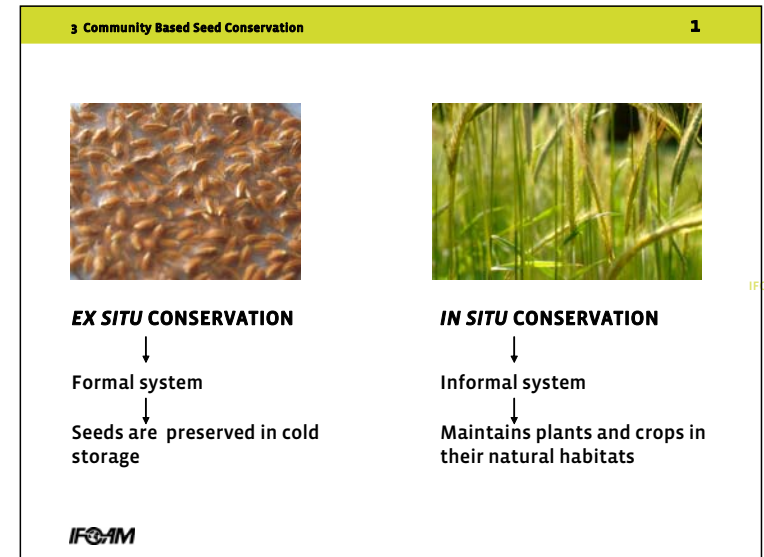 3 Community Based Seed Conservation
1
EX SITU CONSERVATION
Formal system
Seeds are preserved in cold
storage
IN SITU CONSERVATION
Informal system
Maintains plants and crops in
their natural habitats
IFOAM